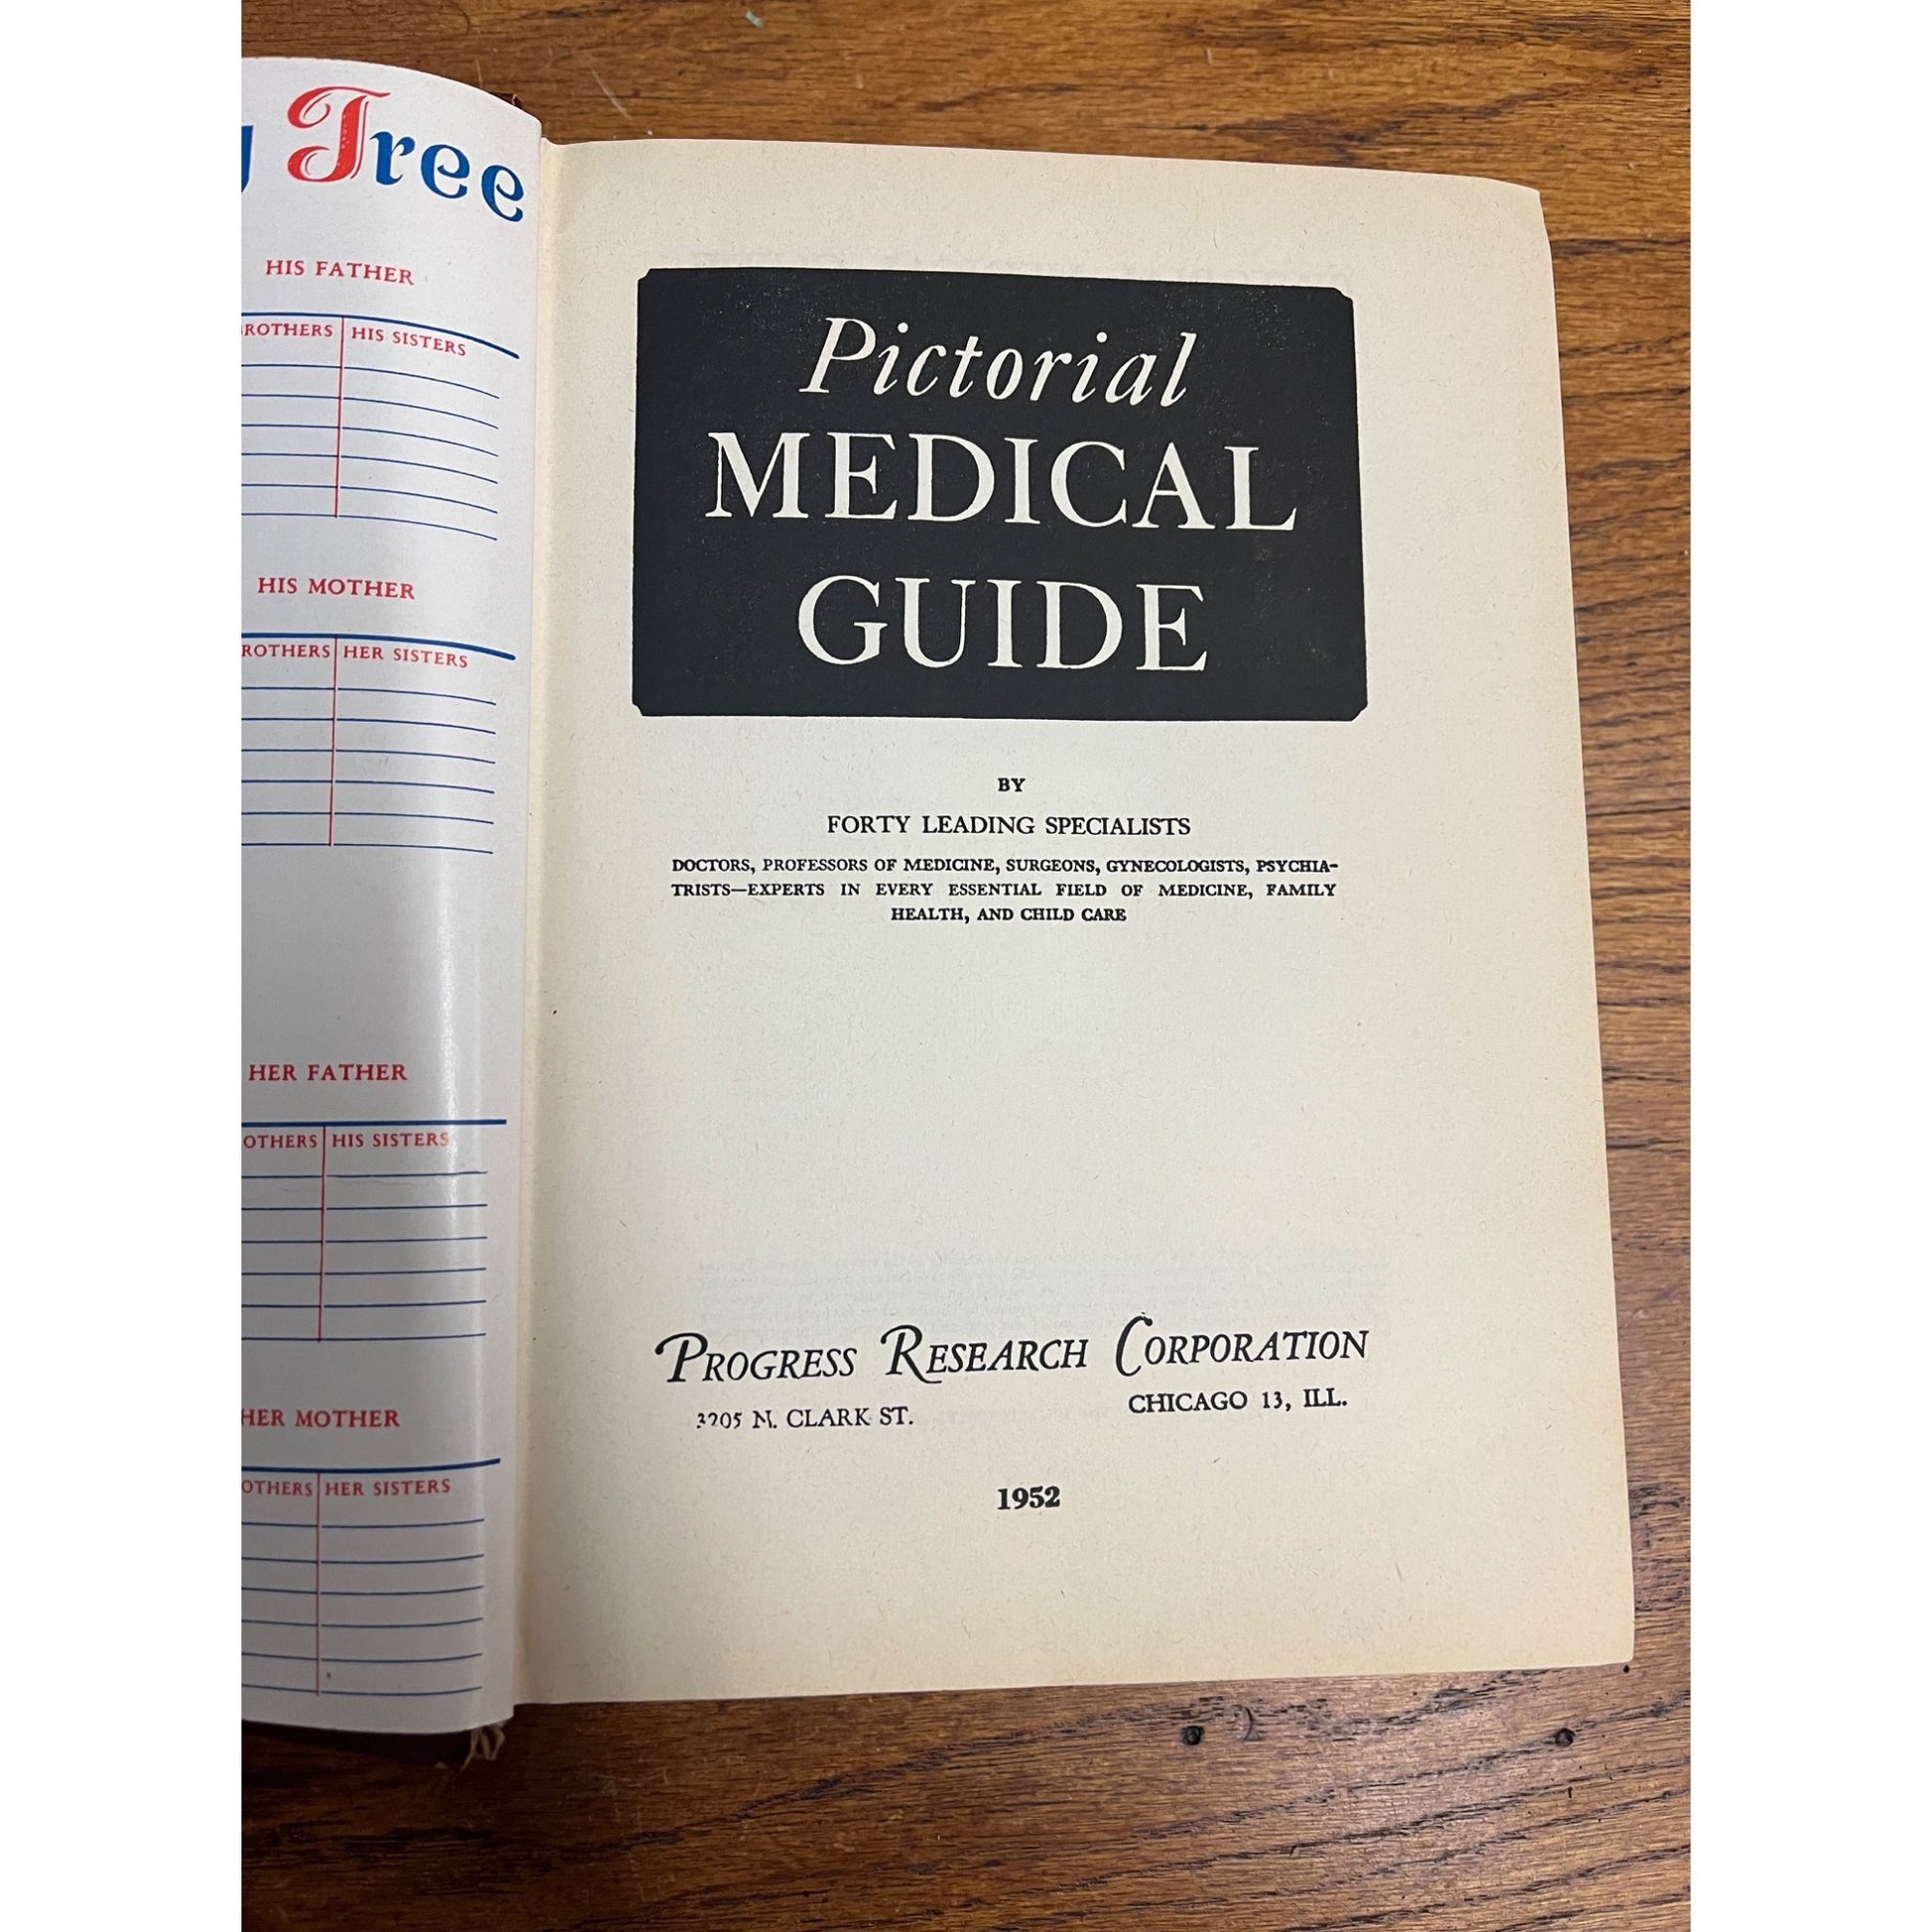 Tree
HIS FATHER
ROTHERS HIS SISTERS
HIS MOTHER
ROTHERS HER SISTERS
HER FATHER
OTHERS HIS SISTERS
HER MOTHER
OTHERS HER SISTERS
Pictorial
MEDICAL
GUIDE
BY
FORTY LEADING SPECIALISTS
DOCTORS, PROFESSORS OF MEDICINE, SURGEONS, GYNECOLOGISTS, PSYCHIA-
TRISTS—EXPERTS IN EVERY ESSENTIAL FIELD OF MEDICINE, FAMILY
HEALTH, AND CHILD CARE
PROGRESS RESEARCH CORPORATION
N. CLARK ST. CHICAGO 13, ILL.
1952